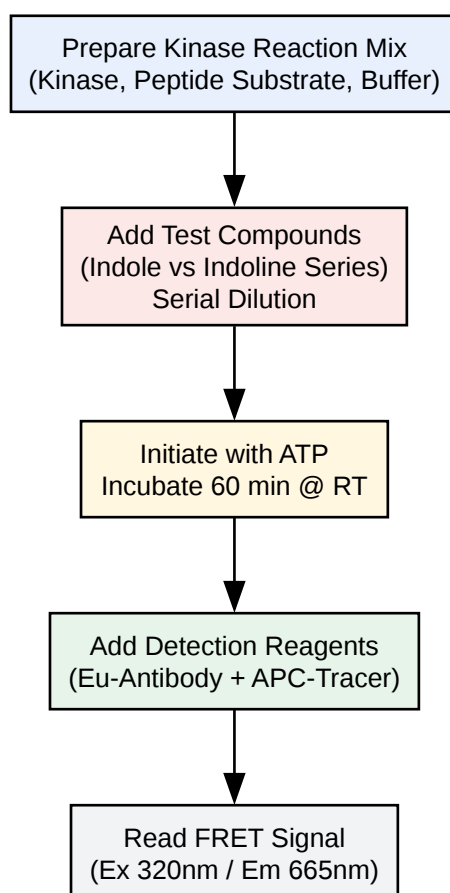 Prepare Kinase Reaction Mix
(Kinase, Peptide Substrate, Buffer)
Add Test Compounds
(Indole vs Indoline Series)
Serial Dilution
Initiate with ATP
Incubate 60 min @ RT
Add Detection Reagents
(Eu-Antibody + APC-Tracer)
Read FRET Signal
(Ex 320nm / Em 665nm)